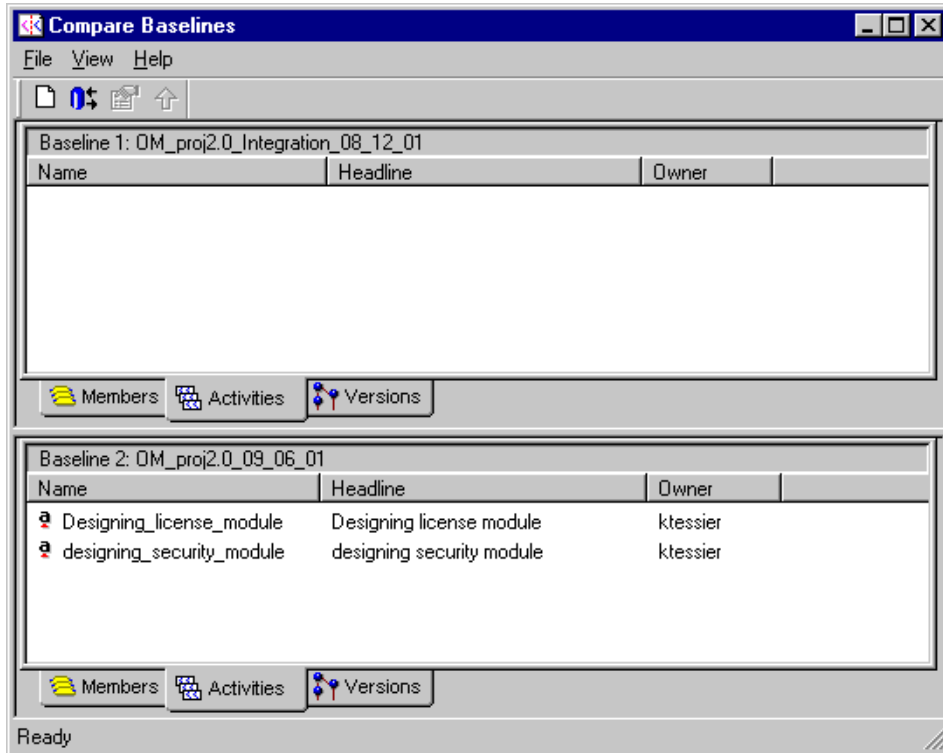 Compare Baselines
File View Help
Baseline 1: OM_proj2.0_Integration_08_12_01
Name Headline Owner
Members Activities Versions
Baseline 2: OM_proj2.0_09_06_01
Name Headline Owner
Designing_license_module Designing license module ktessier
designing_security_module designing security module ktessier
Members Activities Versions
Ready